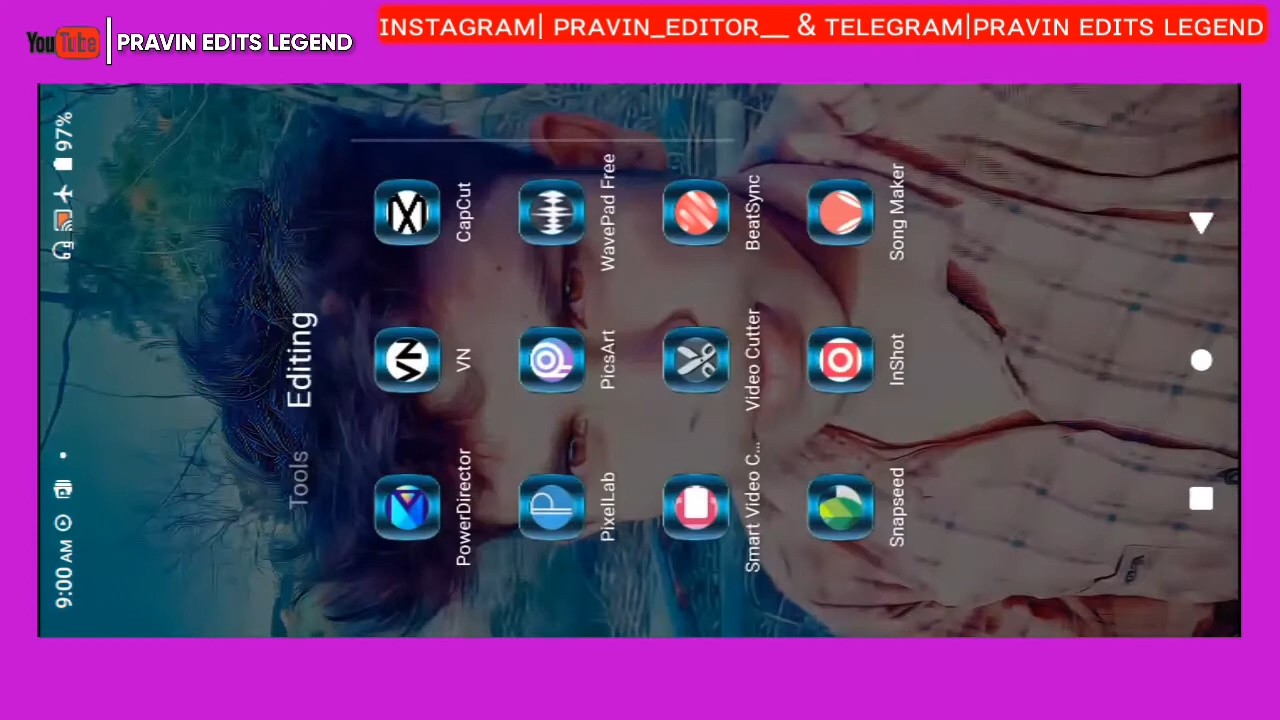 YouTube
PRAVIN EDITS LEGEND
INSTAGRAM| PRAVIN_EDITOR__ & TELEGRAM|PRAVIN EDITS LEGEND
9:00 AM
97%
Tools Editing
PowerDirector VN CapCut
PixelLab PicsArt WavePad Free
Smart Video C... Video Cutter BeatSync
Snapseed InShot Song Maker